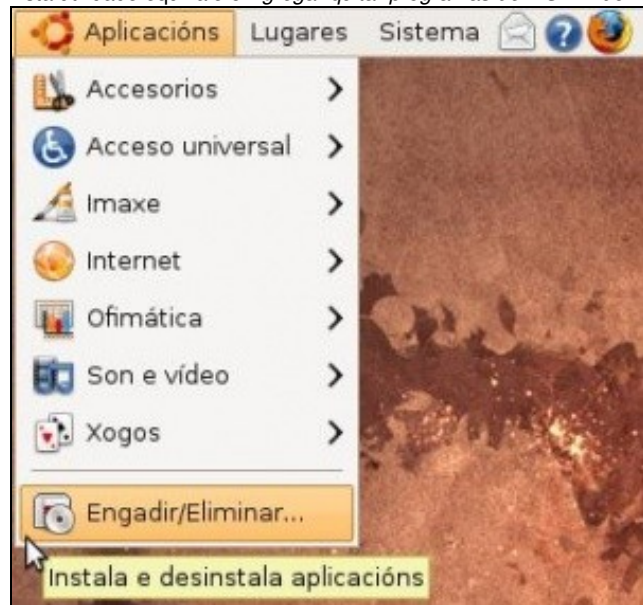 Aplicacións Lugares Sistema
Accesorios
Acceso universal
Imaxe
Internet
Ofimática
Son e vídeo
Xogos
Engadir/Eliminar...
Instala e desinstala aplicacións